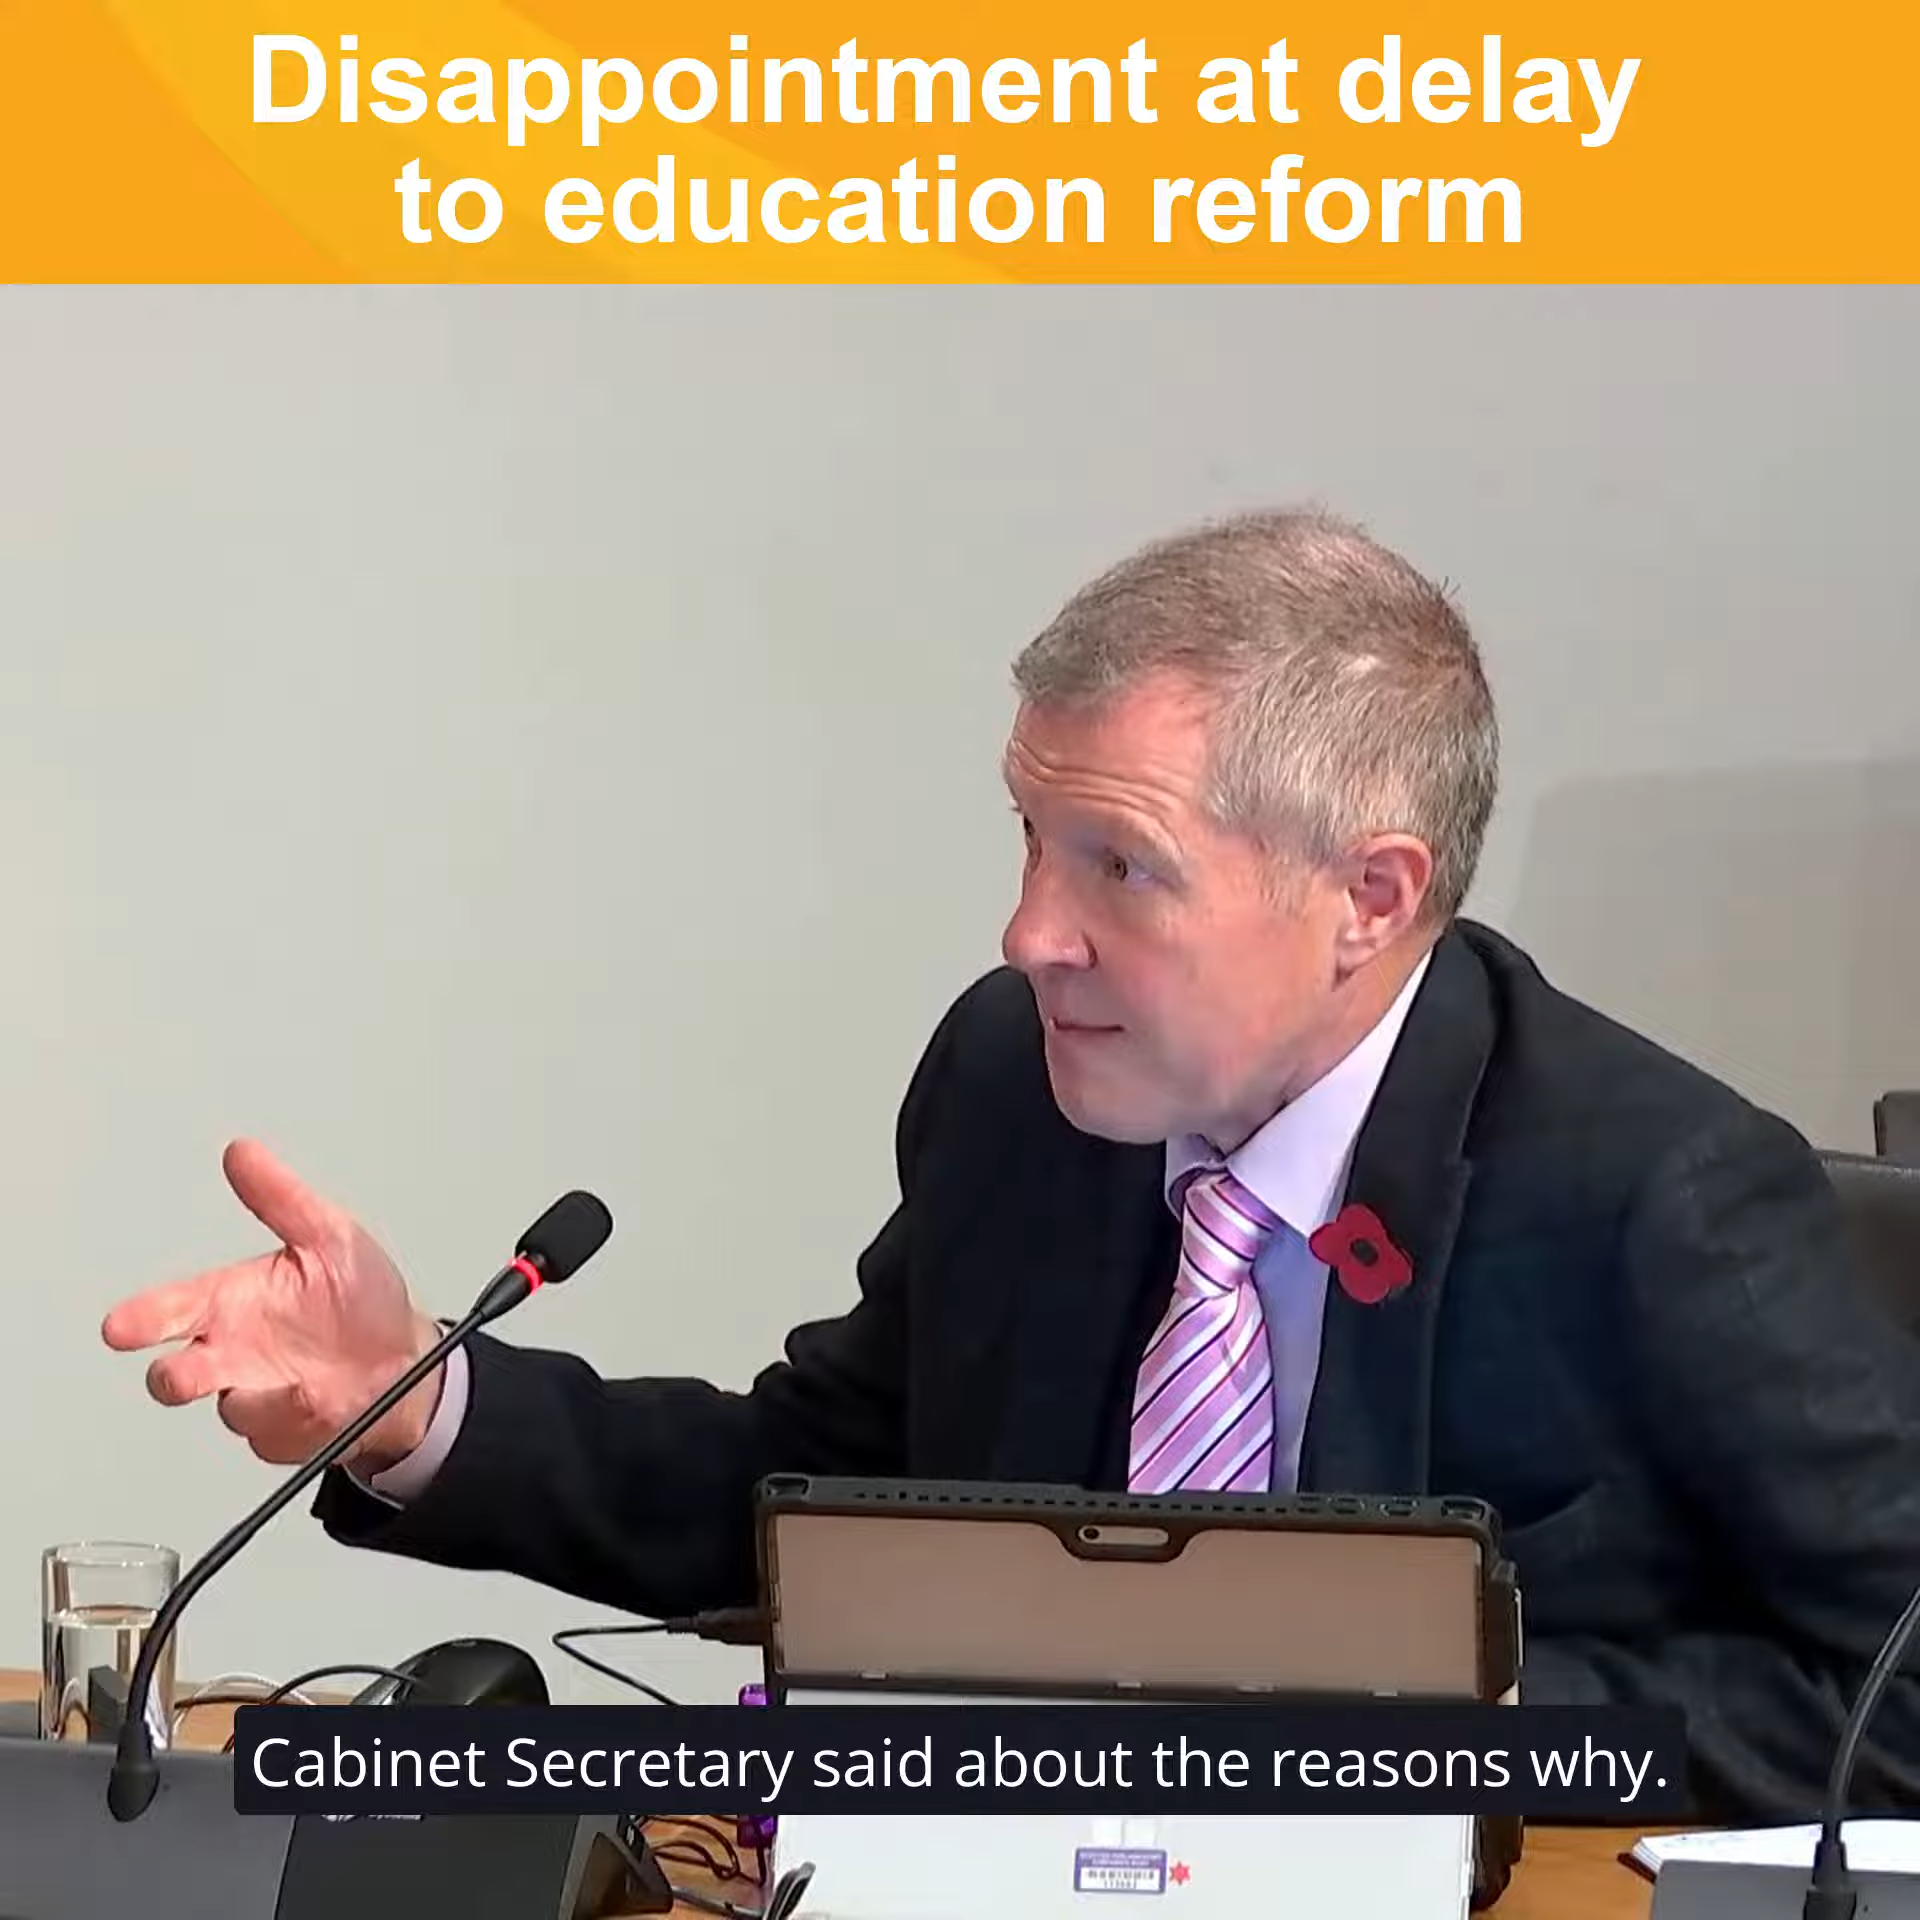 Disappointment at delay
to education reform
Cabinet Secretary said about the reasons why.